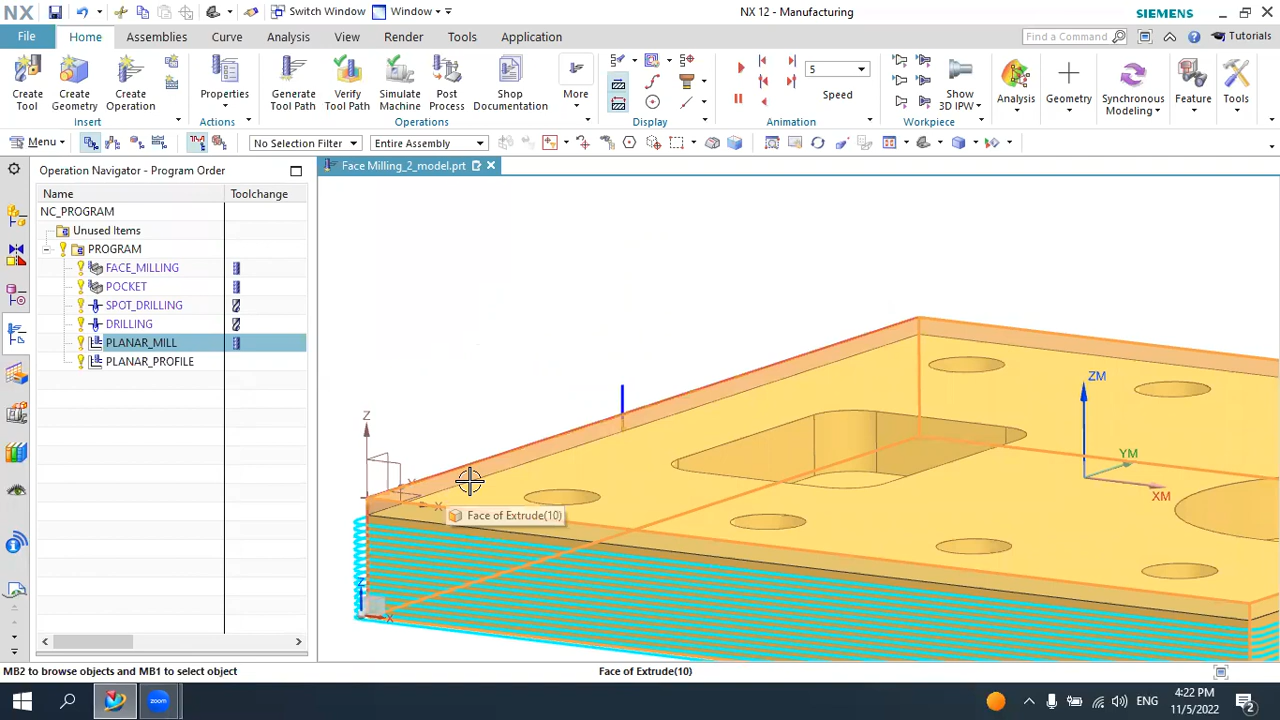 NX
Switch Window
Window
NX 12 - Manufacturing
SIEMENS
File
Home
Assemblies
Curve
Analysis
View
Render
Tools
Application
Find a Command
Tutorials
Create Tool
Create Geometry
Create Operation
Properties
Generate Tool Path
Verify Tool Path
Simulate Machine
Post Process
Shop Documentation
More
5
Speed
Show 3D IPW
Analysis
Geometry
Synchronous Modeling
Feature
Tools
Insert
Actions
Operations
Display
Animation
Workpiece
Menu
No Selection Filter
Entire Assembly
Operation Navigator - Program Order
Face Milling_2_model.prt
Name
Toolchange
NC_PROGRAM
Unused Items
PROGRAM
FACE_MILLING
POCKET
SPOT_DRILLING
DRILLING
PLANAR_MILL
PLANAR_PROFILE
ZM
YM
XM
Z
Y
X
Face of Extrude(10)
Z
X
MB2 to browse objects and MB1 to select object
Face of Extrude(10)
zoom
ENG
4:22 PM
11/5/2022
2